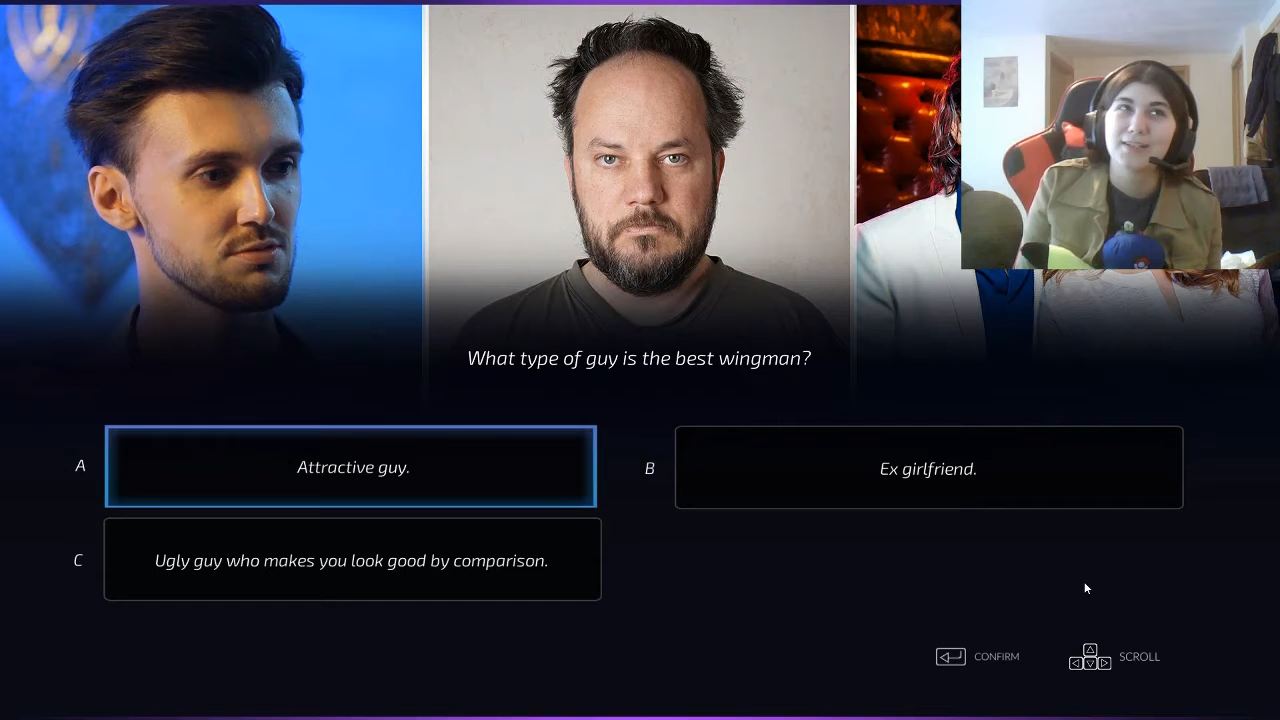 What type of guy is the best wingman?
A
Attractive guy.
B
Ex girlfriend.
C
Ugly guy who makes you look good by comparison.
CONFIRM
SCROLL